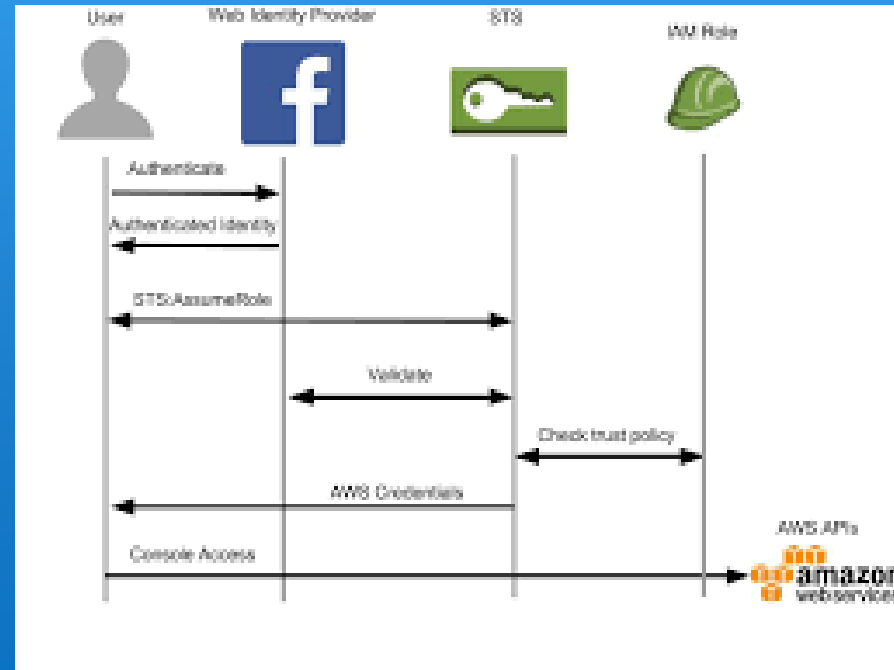 User
Web Identity Provider
STS
IAM Role
Authenticate
Authenticated Identity
STS:AssumeRole
Validate
Check trust policy
AWS Credentials
Console Access
AWS APIs
amazon
webservices